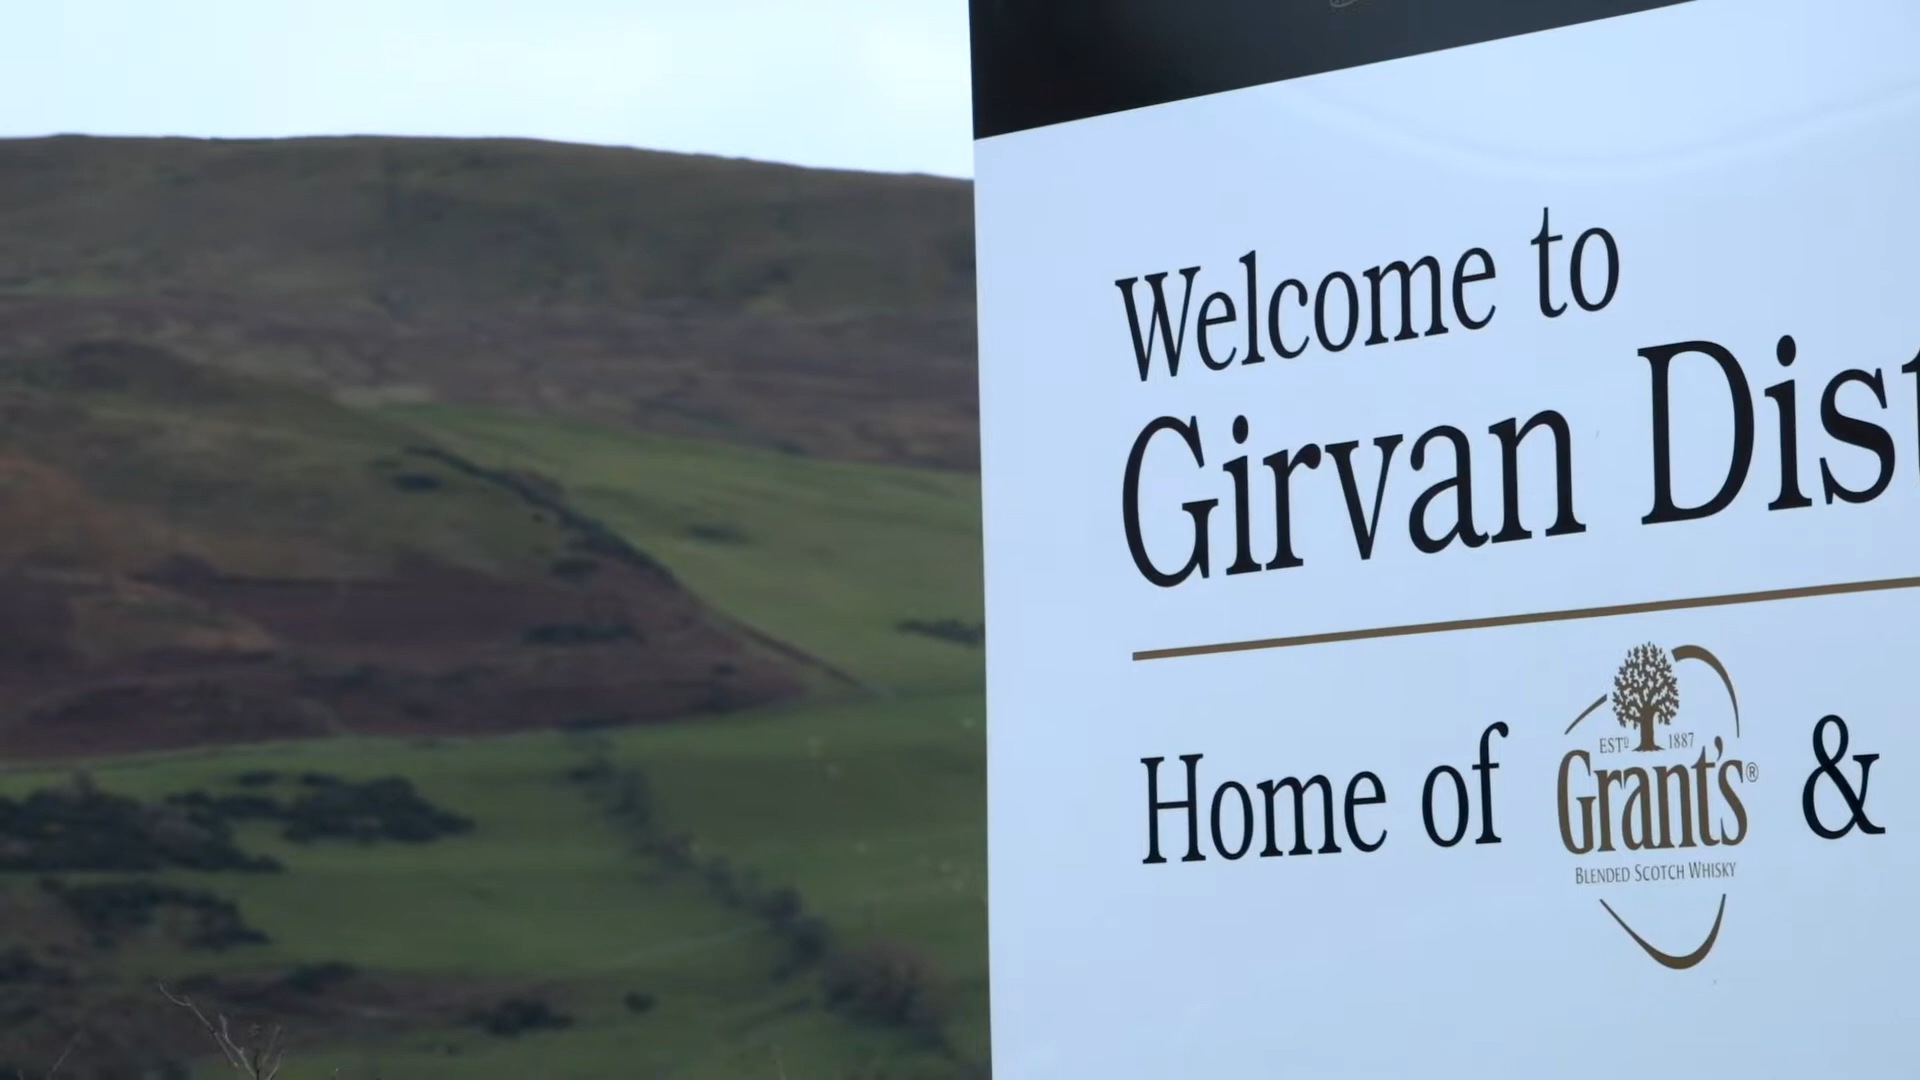 Welcome to
Girvan Dist
Home of
ESTD 1887
Grant's®
BLENDED SCOTCH WHISKY
&